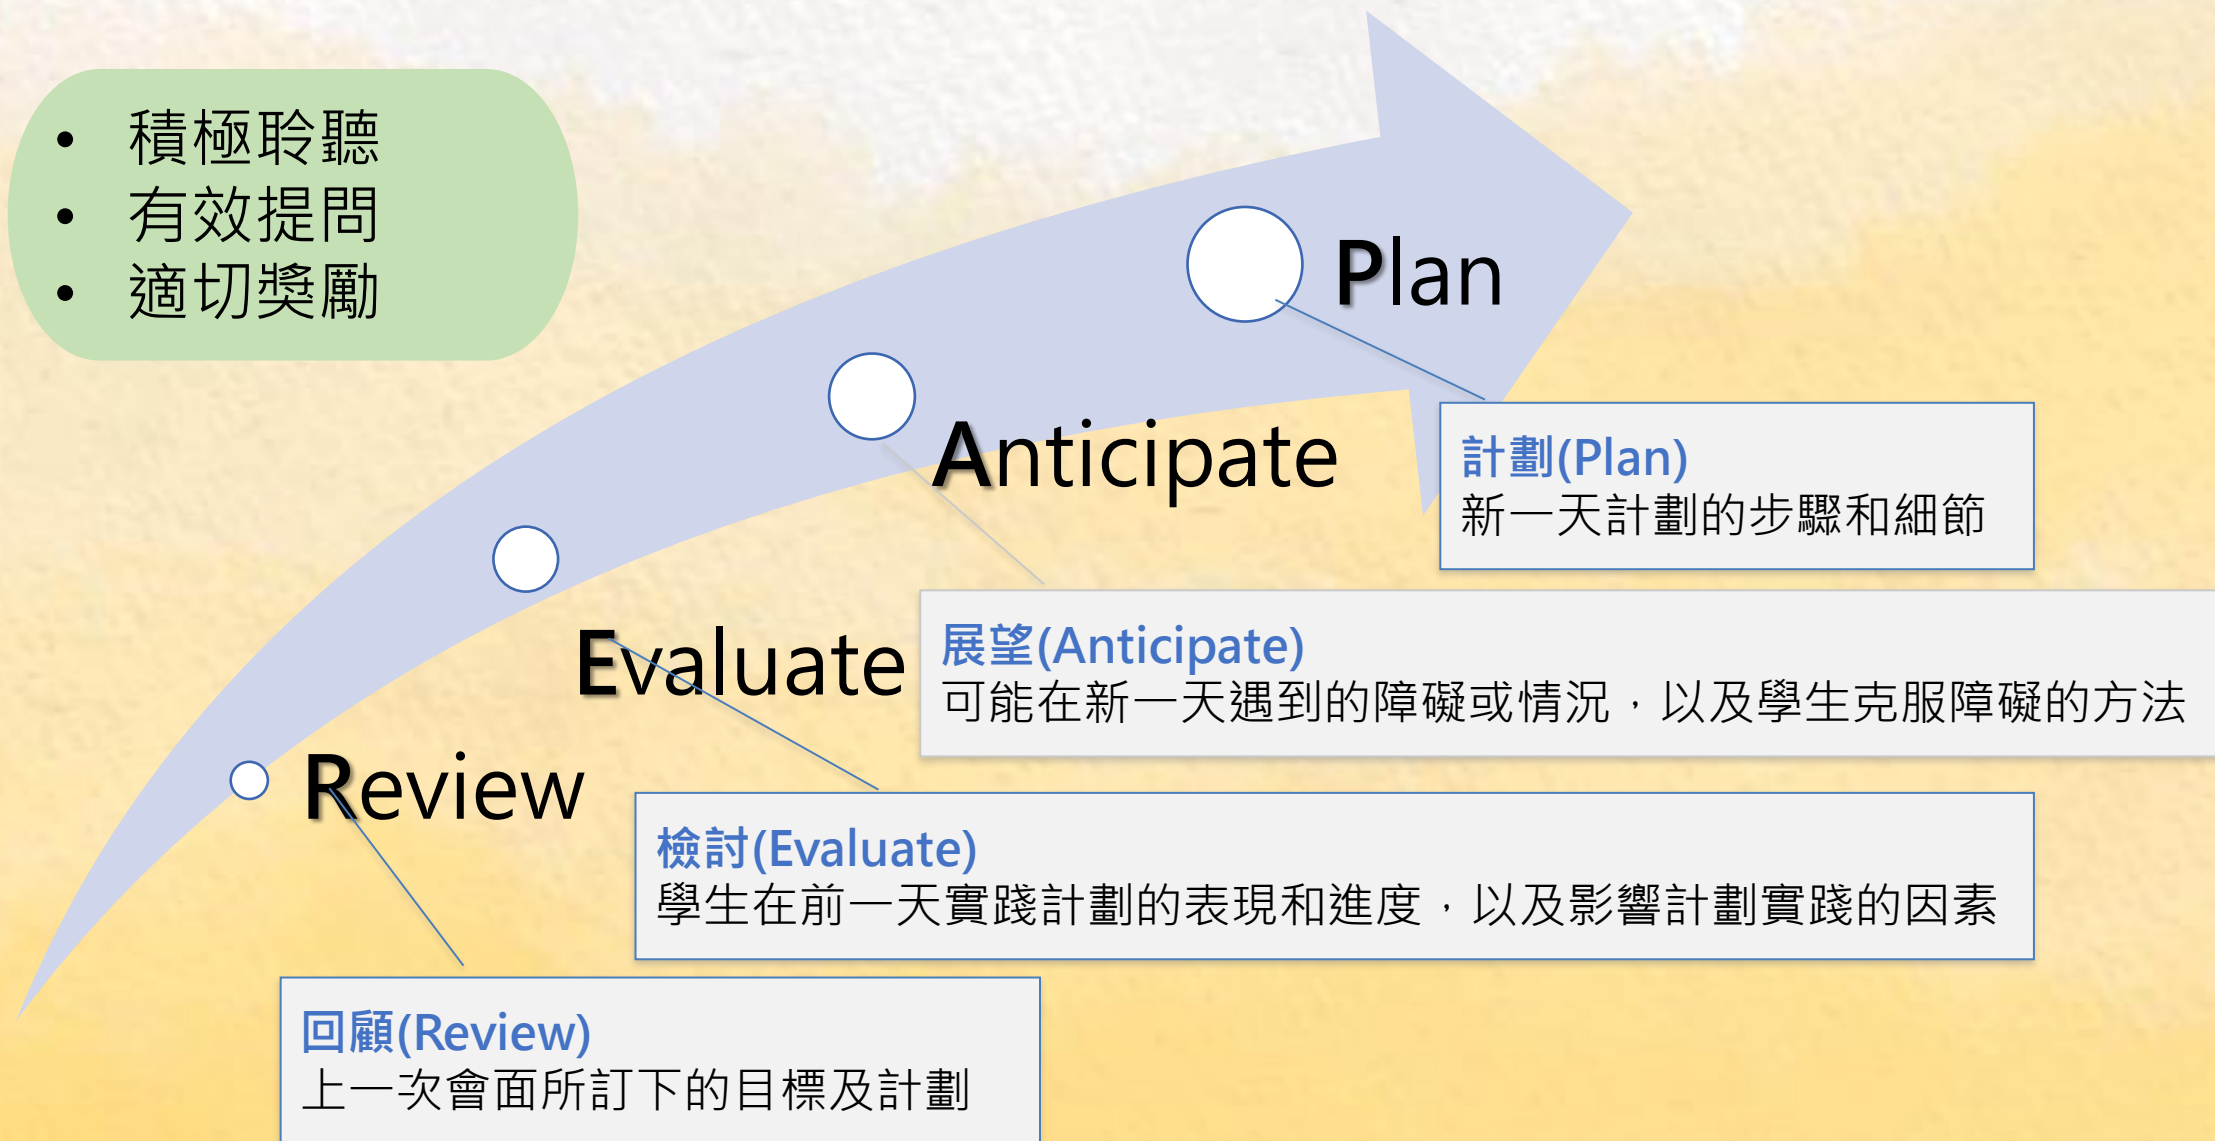 • 積極聆聽
• 有效提問
• 適切獎勵
Plan
計劃(Plan)
新一天計劃的步驟和細節
Anticipate
展望(Anticipate)
可能在新一天遇到的障礙或情況，以及學生克服障礙的方法
Evaluate
檢討(Evaluate)
學生在前一天實踐計劃的表現和進度，以及影響計劃實踐的因素
Review
回顧(Review)
上一次會面所訂下的目標及計劃